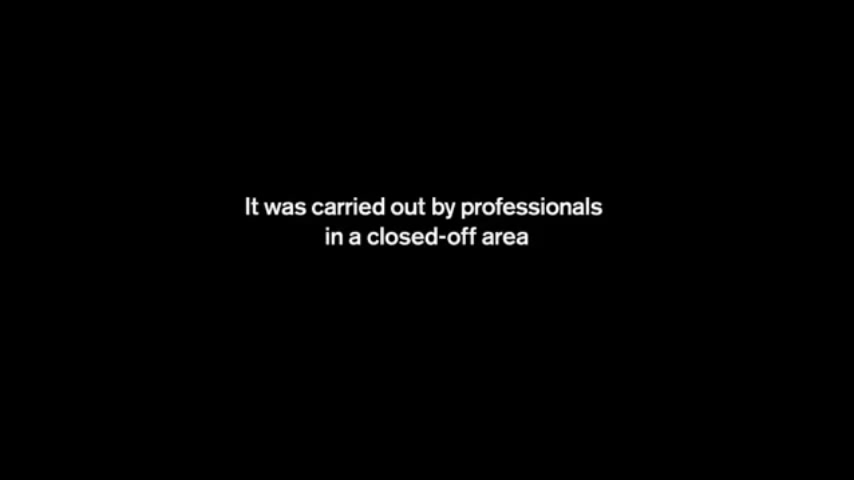 It was carried out by professionals
in a closed-off area